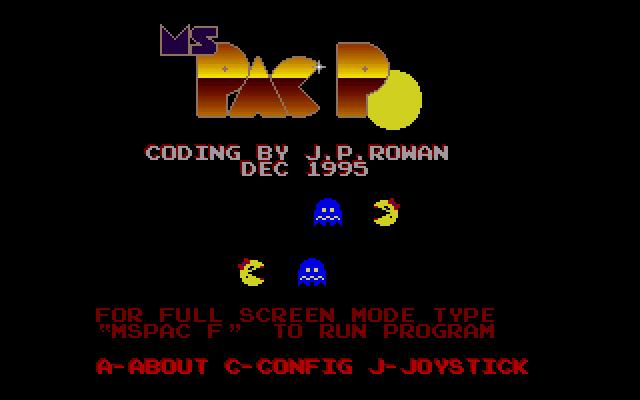 MS
PAC P
CODING BY J.P.ROWAN
DEC 1995
FOR FULL SCREEN MODE TYPE
"MSPAC F"  TO RUN PROGRAM
A-ABOUT C-CONFIG J-JOYSTICK